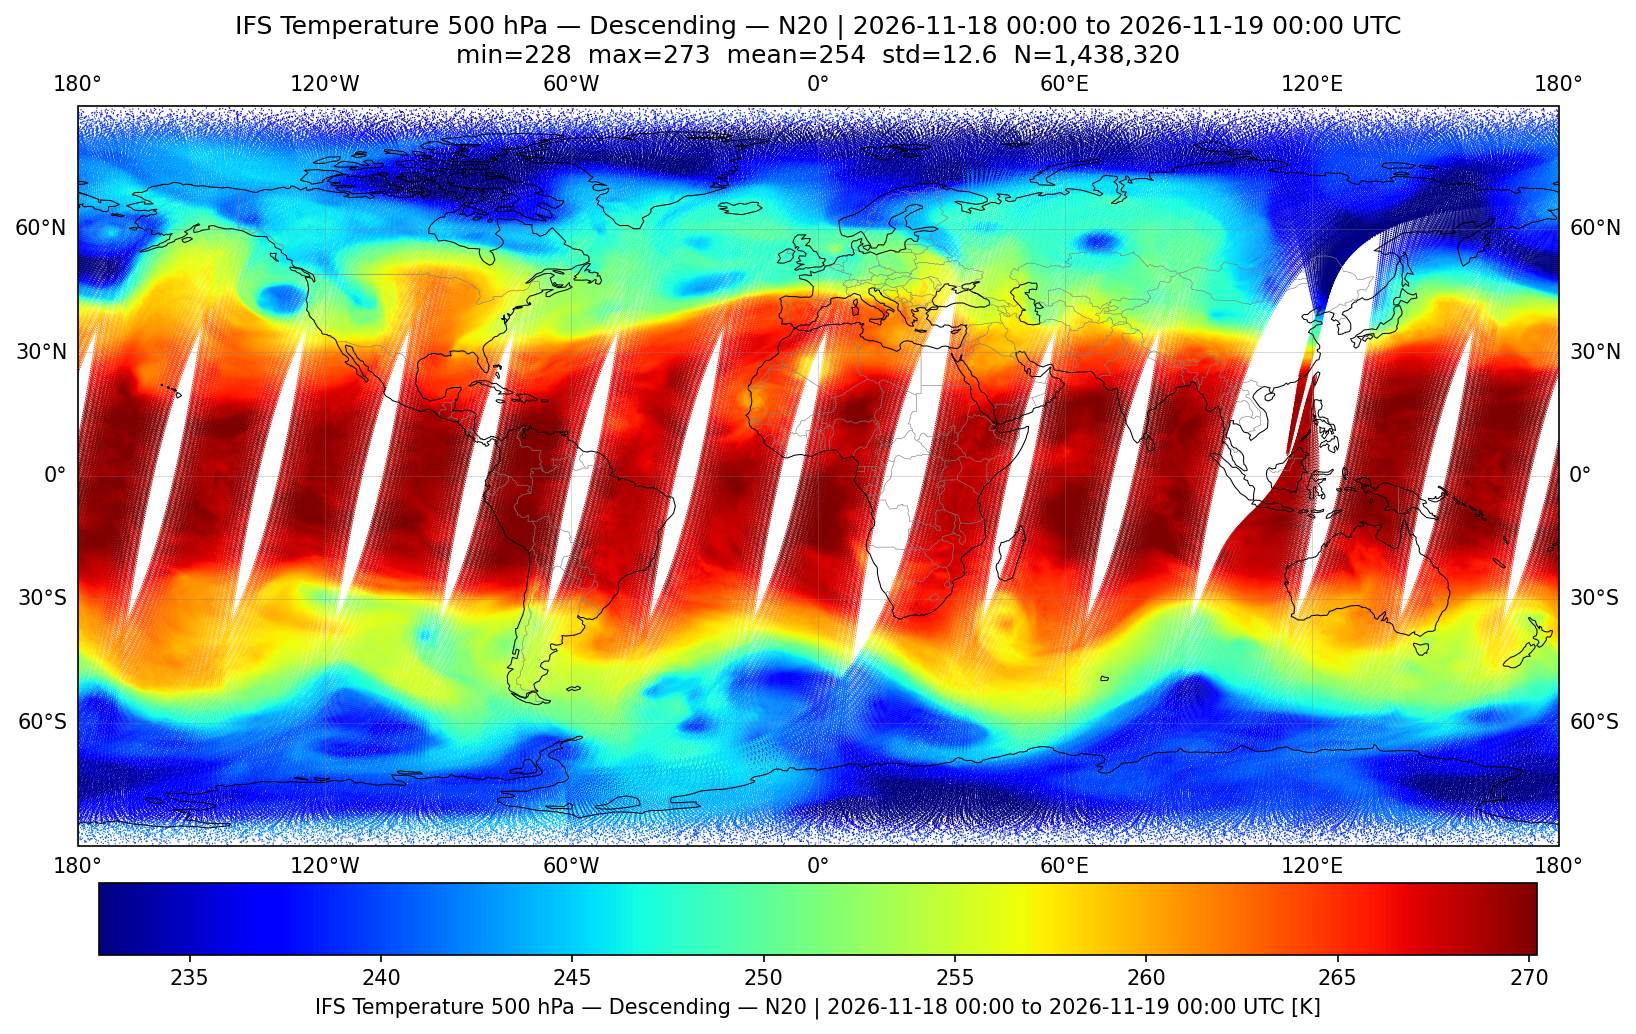 IFS Temperature 500 hPa — Descending — N20 | 2026-11-18 00:00 to 2026-11-19 00:00 UTC
min=228 max=273 mean=254 std=12.6 N=1,438,320
180° 120°W 60°W 0° 60°E 120°E 180°
60°N 60°N
30°N 30°N
0° 0°
30°S 30°S
60°S 60°S
180° 120°W 60°W 0° 60°E 120°E 180°
235 240 245 250 255 260 265 270
IFS Temperature 500 hPa — Descending — N20 | 2026-11-18 00:00 to 2026-11-19 00:00 UTC [K]